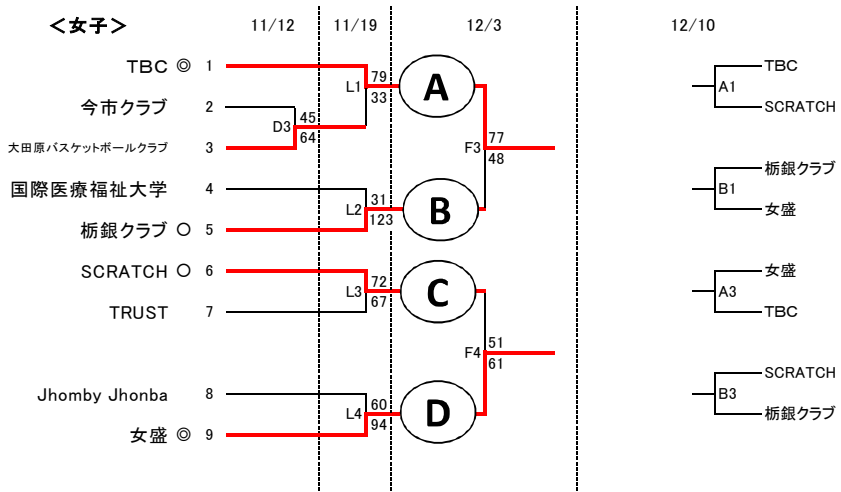 ＜女子＞ 11/12 11/19 12/3 12/10
TBC ◎ 1
今市クラブ 2
大田原バスケットボールクラブ 3
国際医療福祉大学 4
栃銀クラブ ○ 5
SCRATCH ○ 6
TRUST 7
Jhomby Jhonba 8
女盛 ◎ 9
D3 45
64
L1 79
33
L2 31
123
L3 72
67
L4 60
94
A
B
C
D
F3 77
48
F4 51
61
TBC
A1
SCRATCH
栃銀クラブ
B1
女盛
女盛
A3
TBC
SCRATCH
B3
栃銀クラブ